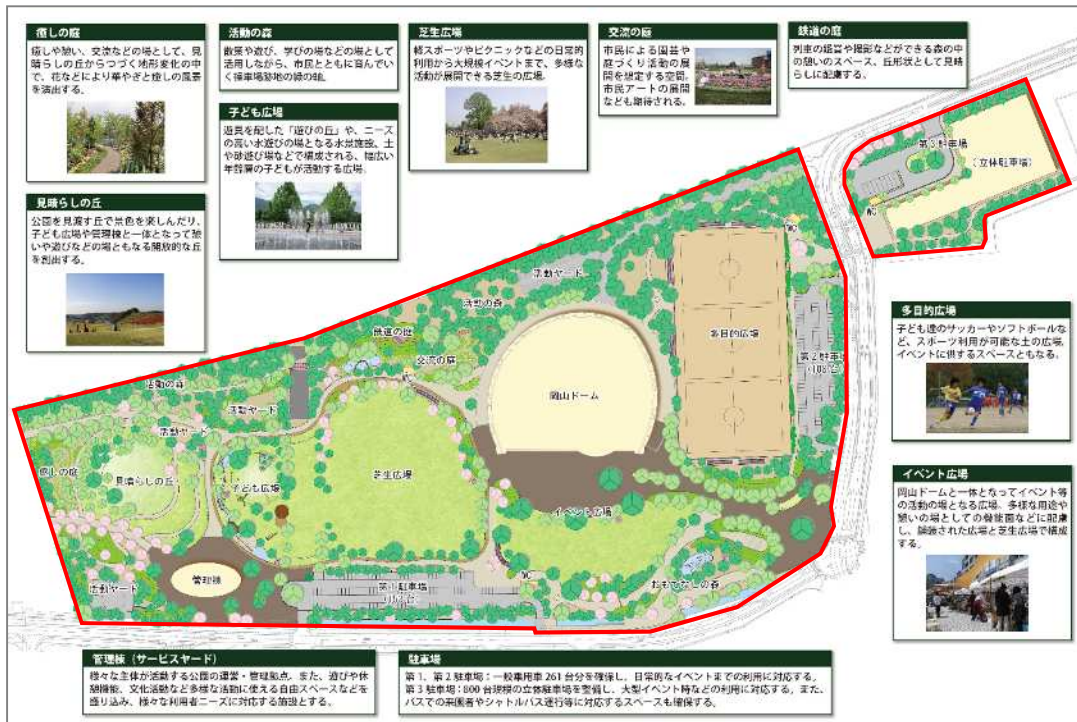 癒しの庭
癒しや憩い、交流などの場として、見
晴らしの丘からつづく地形変化の中
で、花などにより華やぎと癒しの風景
を演出する。
見晴らしの丘
公園を見渡す丘で景色を楽しんだり、
子ども広場や管理棟と一体となって憩
いや遊びなどの場ともなる開放的な丘
を創出する。
活動の森
散策や遊び、学びの場などの場として
活用しながら、市民とともに育んでい
く操車場跡地の緑の軸。
子ども広場
遊具を配した「遊びの丘」や、ニーズ
の高い水遊びの場となる水景施設、土
や砂遊び場などで構成される、幅広い
年齢層の子どもが活動する広場。
芝生広場
軽スポーツやピクニックなどの日常的
利用から大規模イベントまで、多様な
活動が展開できる芝生の広場。
交流の庭
市民による園芸や
庭づくり活動の展
開を想定する空間。
市民アートの展開
なども期待される。
鉄道の庭
列車の鑑賞や撮影などができる森の中
の憩いのスペース、丘形状として見晴
らしに配慮する。
第3駐車場
（立体駐車場）
WC
WC
活動ヤード
活動の森
多目的広場
鉄道の庭
交流の庭
第2駐車場
岡山ドーム
活動の森
活動ヤード
活動ヤード
癒しの庭
見晴らしの丘
子ども広場
芝生広場
イベント広場
WC
おもてなしの森
管理棟
活動ヤード
第1駐車場
多目的広場
子ども達のサッカーやソフトボールな
ど、スポーツ利用が可能な土の広場。
イベントに供するスペースともなる。
イベント広場
岡山ドームと一体となってイベント等
の活動の場となる広場。多様な用途や
憩いの場としての機能面などに配慮
し、舗装された広場と芝生広場で構成
する。
管理棟（サービスヤード）
様々な主体が活動する公園の運営・管理拠点。また、遊びや休
憩機能、文化活動など多様な活動に使える自由スペースなどを
盛り込み、様々な利用者ニーズに対応する施設とする。
駐車場
第1、第2駐車場：一般乗用車261台分を確保し、日常的なイベントまでの利用に対応する。
第3駐車場：800台規模の立体駐車場を整備し、大型イベント時などの利用に対応する。また、
バスでの来園者やシャトルバス運行等に対応するスペースも確保する。